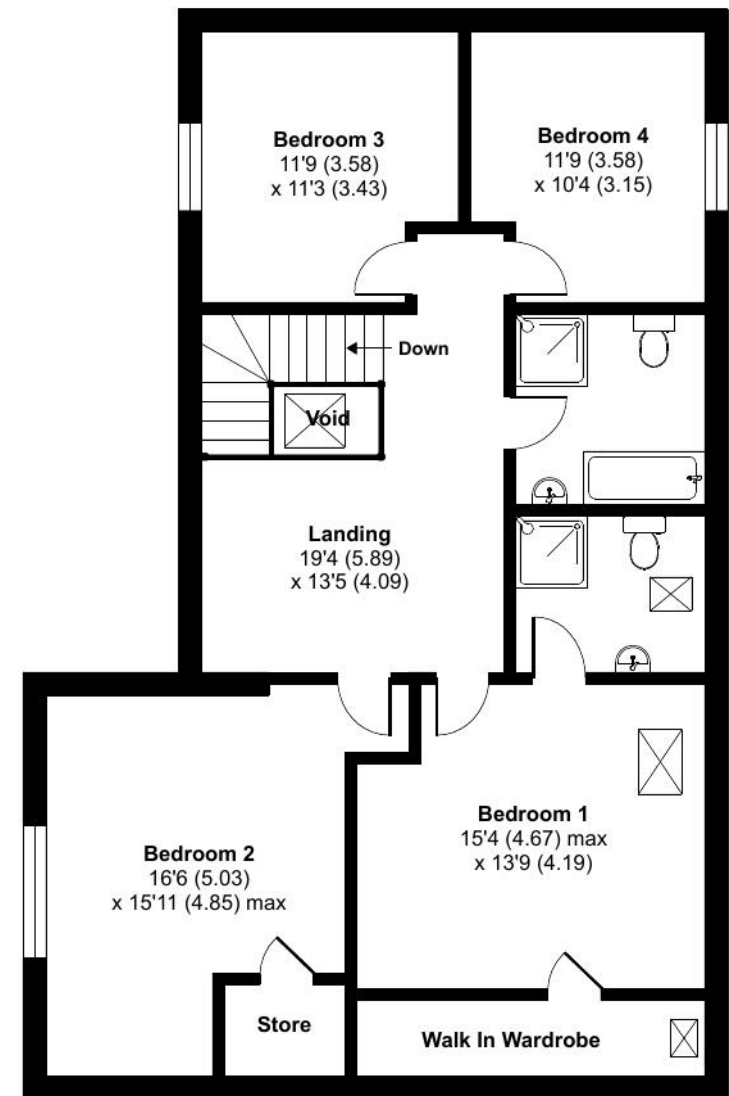 Bedroom 3
11'9 (3.58)
x 11'3 (3.43)
Bedroom 4
11'9 (3.58)
x 10'4 (3.15)
Down
Void
Landing
19'4 (5.89)
x 13'5 (4.09)
Bedroom 1
15'4 (4.67) max
x 13'9 (4.19)
Bedroom 2
16'6 (5.03)
x 15'11 (4.85) max
Store
Walk In Wardrobe